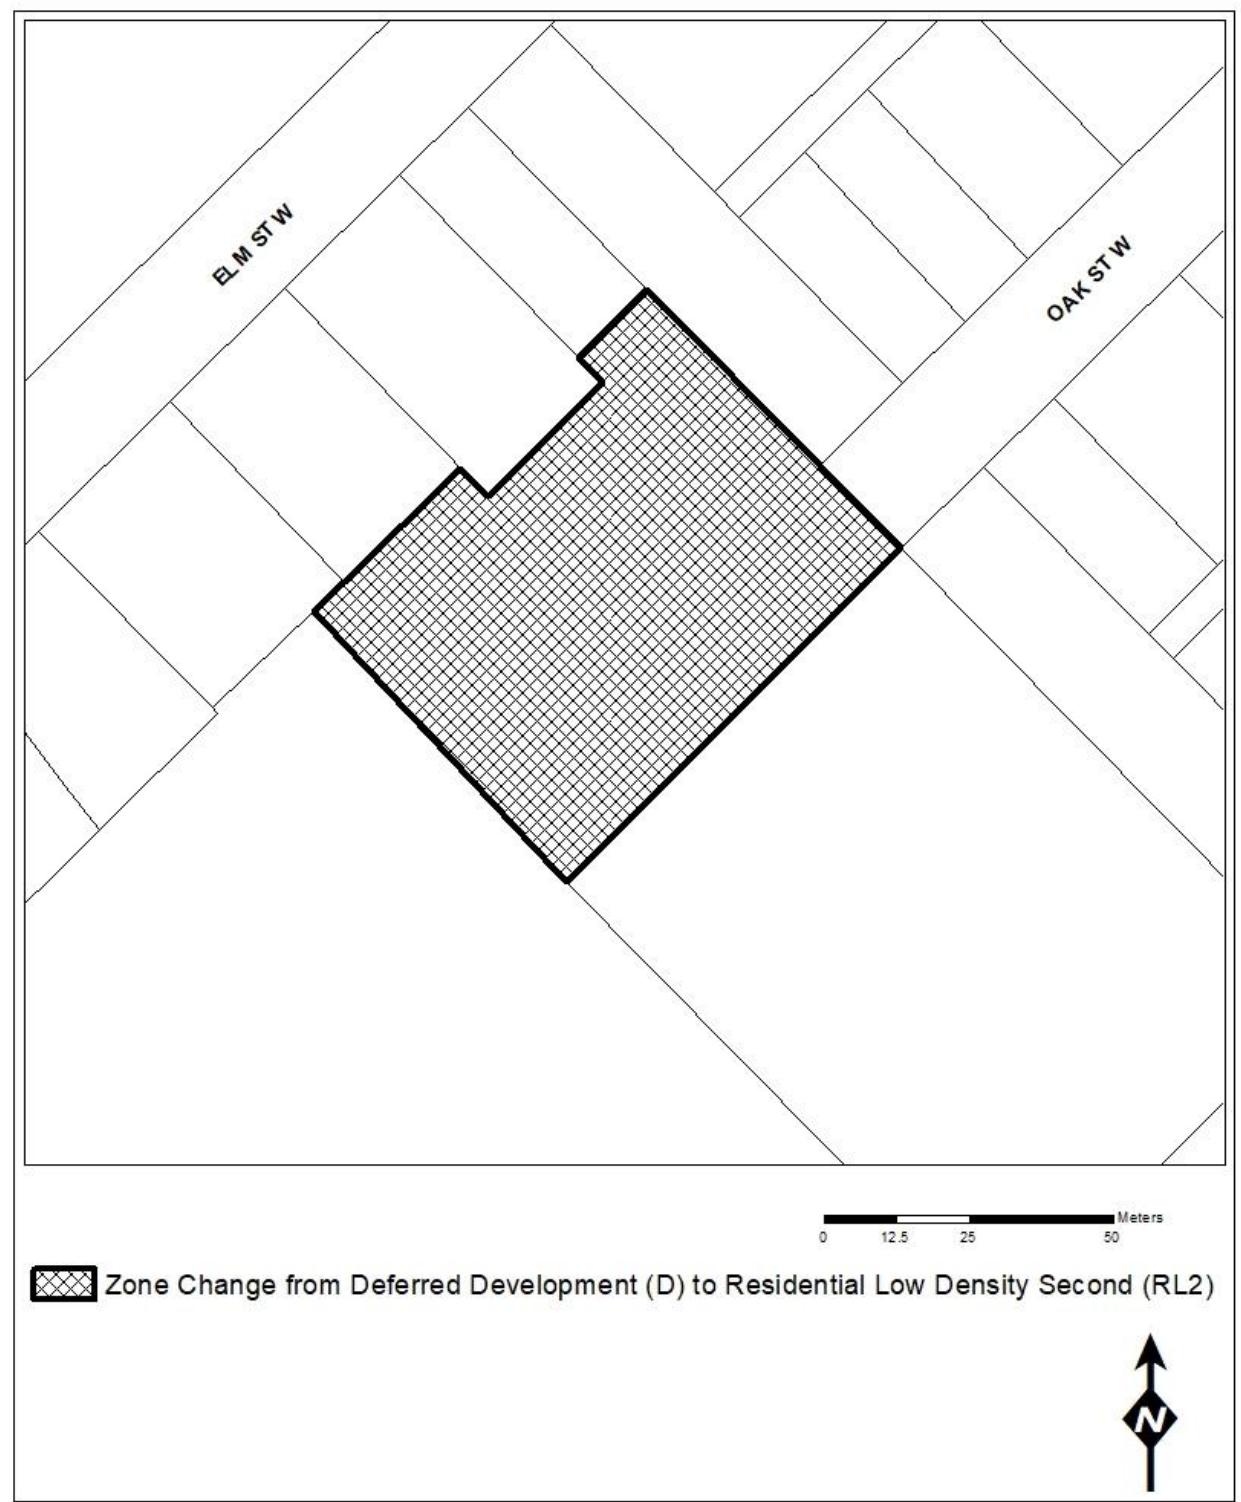 ELM ST W
OAK ST W
Meters
0 12.5 25 50
Zone Change from Deferred Development (D) to Residential Low Density Second (RL2)
N